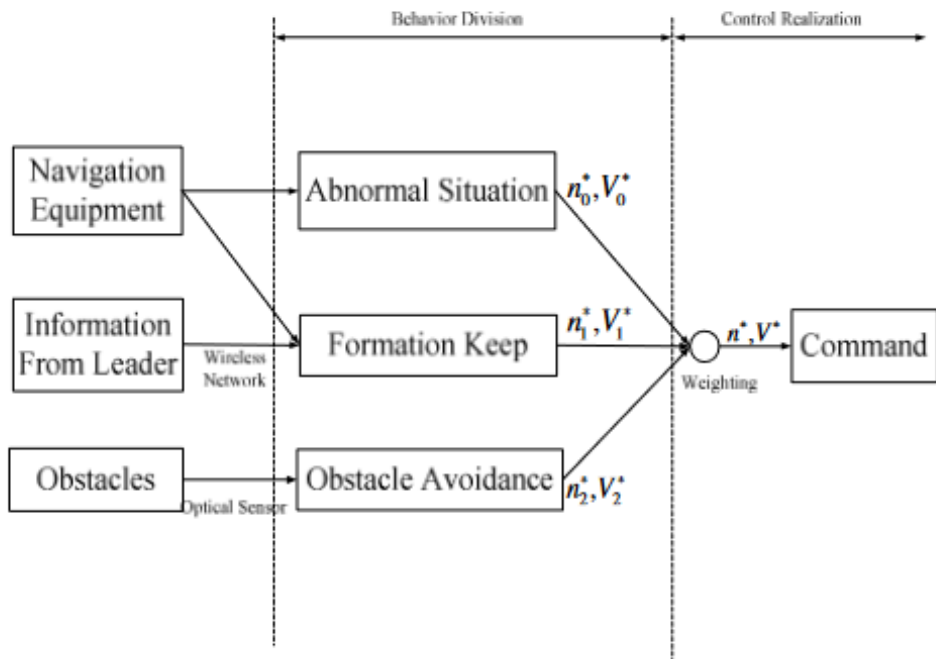 Behavior Division
Control Realization
Navigation
Equipment
Abnormal Situation
n₀*,V₀*
Information
From Leader
Wireless
Network
Formation Keep
n₁*,V₁*
n*,V*
Weighting
Command
Obstacles
Optical Sensor
Obstacle Avoidance
n₂*,V₂*